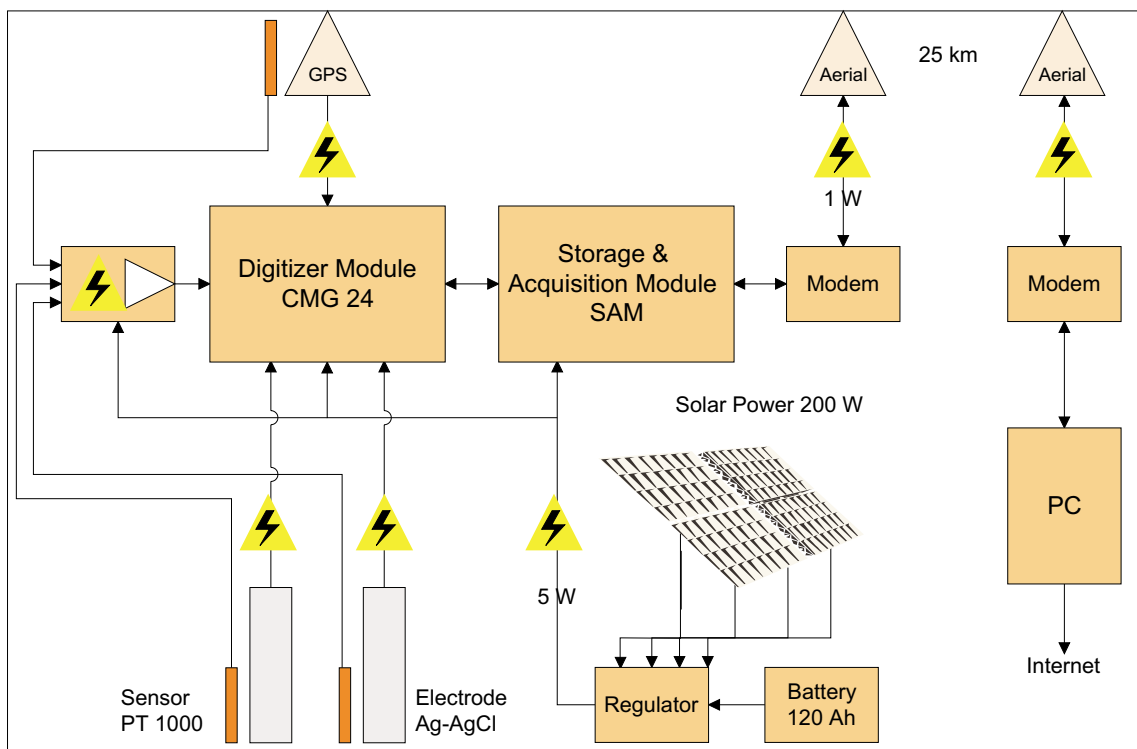 GPS
Aerial
25 km
Aerial
1 W
Digitizer Module
CMG 24
Storage &
Acquisition Module
SAM
Modem
Modem
Solar Power 200 W
PC
5 W
Sensor
PT 1000
Electrode
Ag-AgCl
Regulator
Battery
120 Ah
Internet